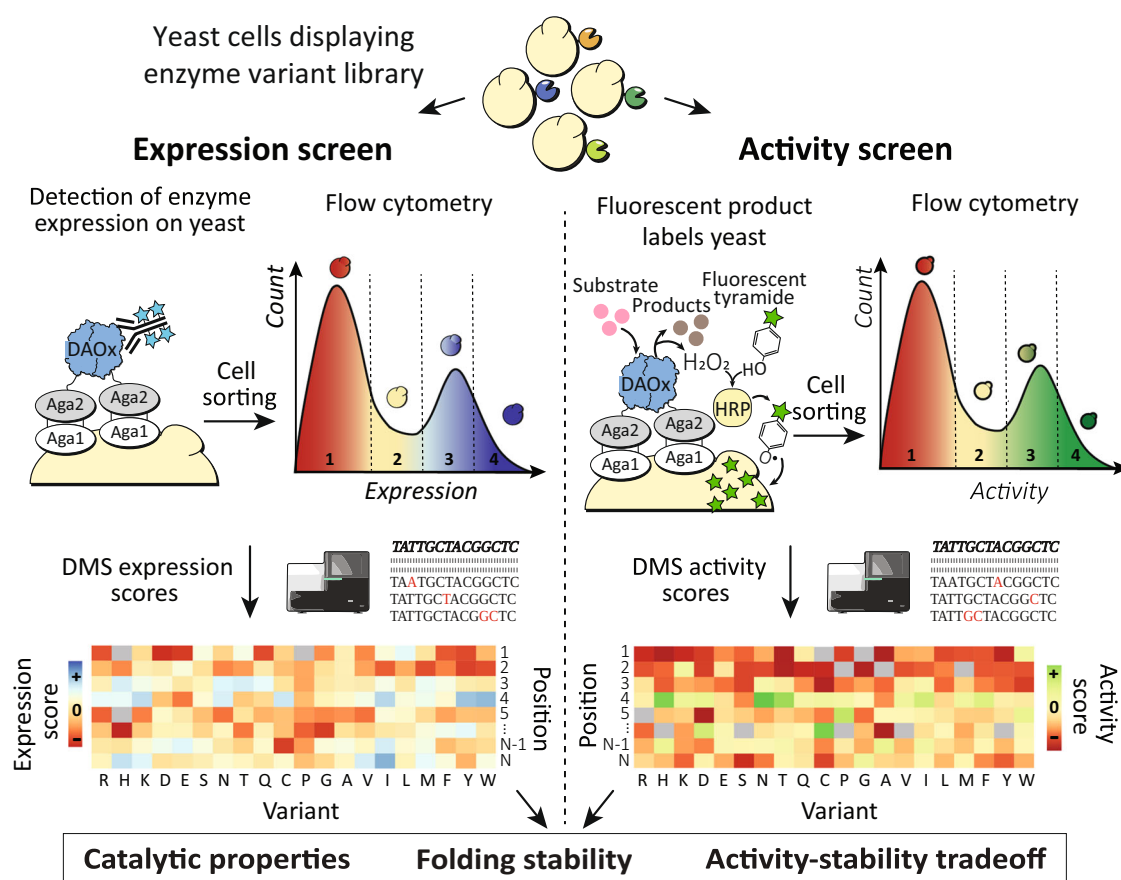 Yeast cells displaying
enzyme variant library
Expression screen
Activity screen
Detection of enzyme
expression on yeast
Flow cytometry
DAOx
Aga2
Aga2
Aga1
Aga1
Cell
sorting
Count
1 2 3 4
Expression
Fluorescent product
labels yeast
Flow cytometry
Substrate
Products
Fluorescent
tyramide
H₂O₂
HO
DAOx
HRP
Aga2
Aga2
Aga1
Aga1
O•
Cell
sorting
Count
1 2 3 4
Activity
DMS expression
scores
TATTGCTACGGCTC
TAATGCTACGGCTC
TATTGCTACGGCTC
TATTGCTACGGCTC
DMS activity
scores
TATTGCTACGGCTC
TAATGCTACGGCTC
TATTGCTACGGCTC
TATTGCTACGGCTC
Expression
score
+
0
−
1
2
3
4
5
⋮
N-1
N
Position
R H K D E S N T Q C P G A V I L M F Y W
Variant
Position
1
2
3
4
5
⋮
N-1
N
R H K D E S N T Q C P G A V I L M F Y W
Variant
+
0
−
Activity
score
Catalytic properties Folding stability Activity-stability tradeoff